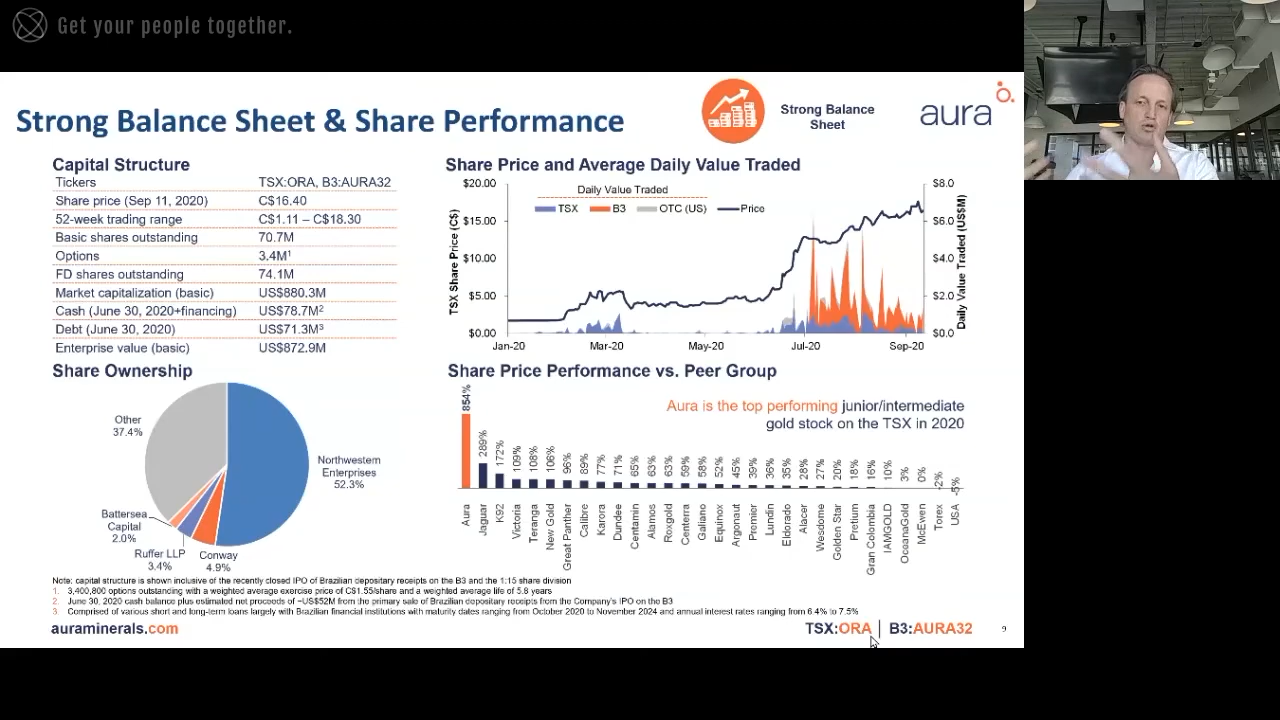 Get your people together.
Strong Balance Sheet & Share Performance
Strong Balance
Sheet
aura
Capital Structure
Tickers TSX:ORA, B3:AURA32
Share price (Sep 11, 2020) C$16.40
52-week trading range C$1.11 – C$18.30
Basic shares outstanding 70.7M
Options 3.4M¹
FD shares outstanding 74.1M
Market capitalization (basic) US$880.3M
Cash (June 30, 2020+financing) US$78.7M²
Debt (June 30, 2020) US$71.3M³
Enterprise value (basic) US$872.9M
Share Price and Average Daily Value Traded
Daily Value Traded
TSX B3 OTC (US) Price
TSX Share Price (C$)
$20.00
$15.00
$10.00
$5.00
$0.00
$8.0
$6.0
$4.0
$2.0
$0.0
Daily Value Traded (US$M)
Jan-20 Mar-20 May-20 Jul-20 Sep-20
Share Ownership
Other
37.4%
Northwestern
Enterprises
52.3%
Battersea
Capital
2.0%
Ruffer LLP
3.4%
Conway
4.9%
Share Price Performance vs. Peer Group
Aura is the top performing junior/intermediate
gold stock on the TSX in 2020
854% 289% 172% 109% 108% 106% 96% 89% 77% 71% 65% 63% 63% 59% 58% 52% 45% 39% 36% 35% 28% 27% 20% 18% 16% 10% 3% 0% -2% -5%
Aura Jaguar K92 Victoria Teranga New Gold Great Panther Calibre Karora Dundee Centamin Alamos Roxgold Centerra Galiano Equinox Argonaut Premier Lundin Eldorado Alacer Wesdome Golden Star Pretium Gran Colombia IAMGOLD OceanaGold McEwen Torex USA
Note: capital structure is shown inclusive of the recently closed IPO of Brazilian depositary receipts on the B3 and the 1:15 share division
1. 3,400,800 options outstanding with a weighted average exercise price of C$1.55/share and a weighted average life of 5.8 years
2. June 30, 2020 cash balance plus estimated net proceeds of ~US$52M from the primary sale of Brazilian depositary receipts from the Company's IPO on the B3
3 Comprised of various short and long-term loans largely with Brazilian financial institutions with maturity dates ranging from October 2020 to November 2024 and annual interest rates ranging from 6.4% to 7.5%
auraminerals.com
TSX:ORA | B3:AURA32
9